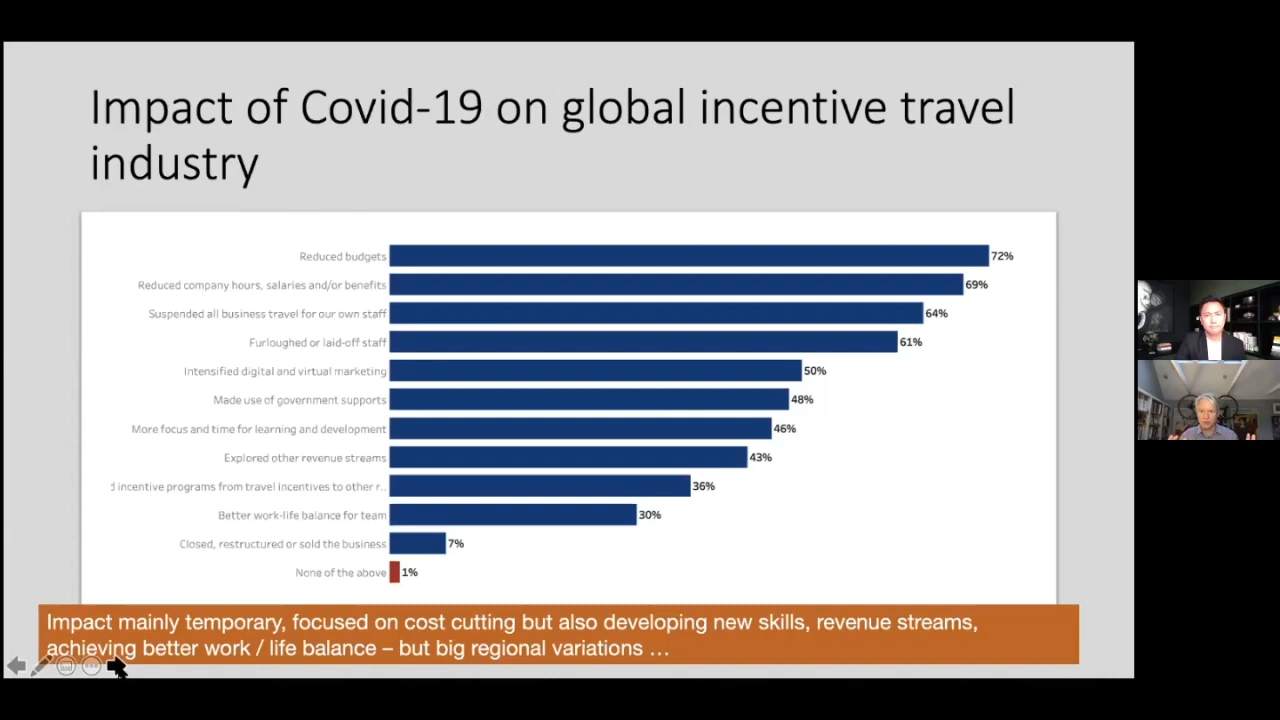 Impact of Covid-19 on global incentive travel
industry
Reduced budgets 72%
Reduced company hours, salaries and/or benefits 69%
Suspended all business travel for our own staff 64%
Furloughed or laid-off staff 61%
Intensified digital and virtual marketing 50%
Made use of government supports 48%
More focus and time for learning and development 46%
Explored other revenue streams 43%
d incentive programs from travel incentives to other r.. 36%
Better work-life balance for team 30%
Closed, restructured or sold the business 7%
None of the above 1%
Impact mainly temporary, focused on cost cutting but also developing new skills, revenue streams,
achieving better work / life balance – but big regional variations …